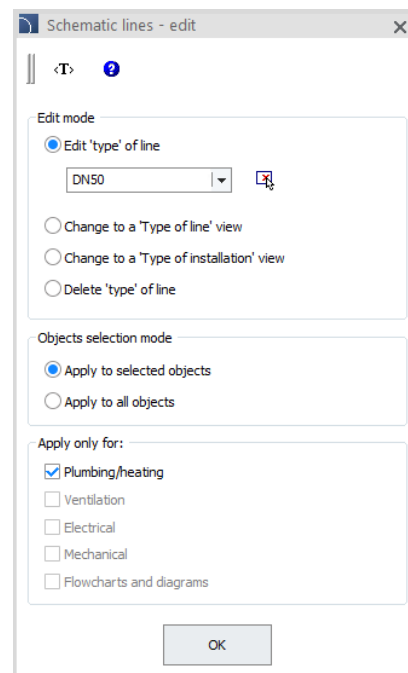 Schematic lines - edit
<T>
Edit mode
Edit 'type' of line
DN50
Change to a 'Type of line' view
Change to a 'Type of installation' view
Delete 'type' of line
Objects selection mode
Apply to selected objects
Apply to all objects
Apply only for:
Plumbing/heating
Ventilation
Electrical
Mechanical
Flowcharts and diagrams
OK